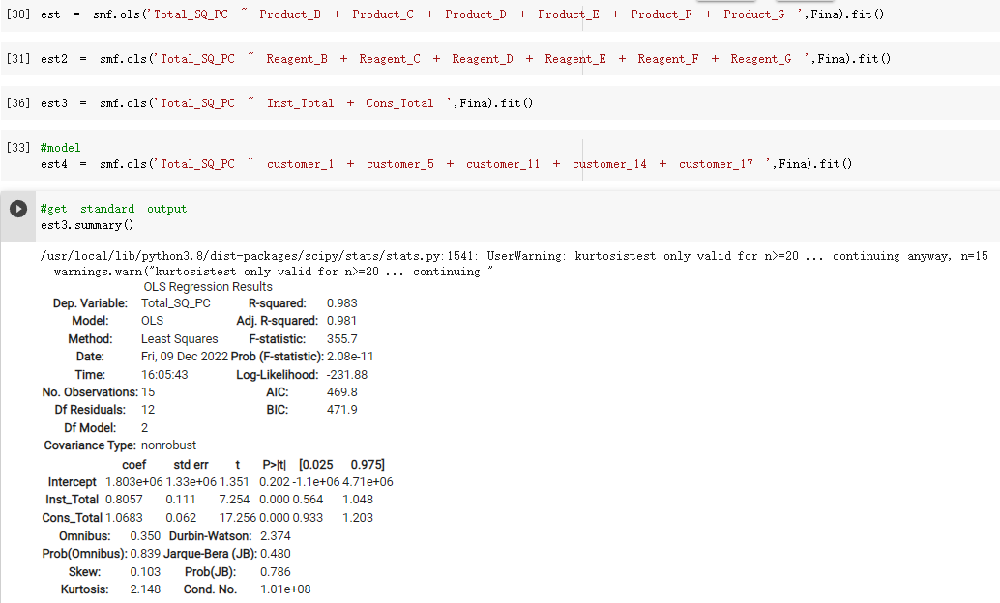 [30] est = smf.ols('Total_SQ_PC ~ Product_B + Product_C + Product_D + Product_E + Product_F + Product_G ',Fina).fit()
[31] est2 = smf.ols('Total_SQ_PC ~ Reagent_B + Reagent_C + Reagent_D + Reagent_E + Reagent_F + Reagent_G ',Fina).fit()
[36] est3 = smf.ols('Total_SQ_PC ~ Inst_Total + Cons_Total ',Fina).fit()
[33] #model
est4 = smf.ols('Total_SQ_PC ~ customer_1 + customer_5 + customer_11 + customer_14 + customer_17 ',Fina).fit()
#get standard output
est3.summary()
/usr/local/lib/python3.8/dist-packages/scipy/stats/stats.py:1541: UserWarning: kurtosistest only valid for n>=20 ... continuing anyway, n=15
warnings.warn("kurtosistest only valid for n>=20 ... continuing "
OLS Regression Results
Dep. Variable: Total_SQ_PC R-squared: 0.983
Model: OLS Adj. R-squared: 0.981
Method: Least Squares F-statistic: 355.7
Date: Fri, 09 Dec 2022 Prob (F-statistic): 2.08e-11
Time: 16:05:43 Log-Likelihood: -231.88
No. Observations: 15 AIC: 469.8
Df Residuals: 12 BIC: 471.9
Df Model: 2
Covariance Type: nonrobust
coef std err t P>|t| [0.025 0.975]
Intercept 1.803e+06 1.33e+06 1.351 0.202 -1.1e+06 4.71e+06
Inst_Total 0.8057 0.111 7.254 0.000 0.564 1.048
Cons_Total 1.0683 0.062 17.256 0.000 0.933 1.203
Omnibus: 0.350 Durbin-Watson: 2.374
Prob(Omnibus): 0.839 Jarque-Bera (JB): 0.480
Skew: 0.103 Prob(JB): 0.786
Kurtosis: 2.148 Cond. No. 1.01e+08